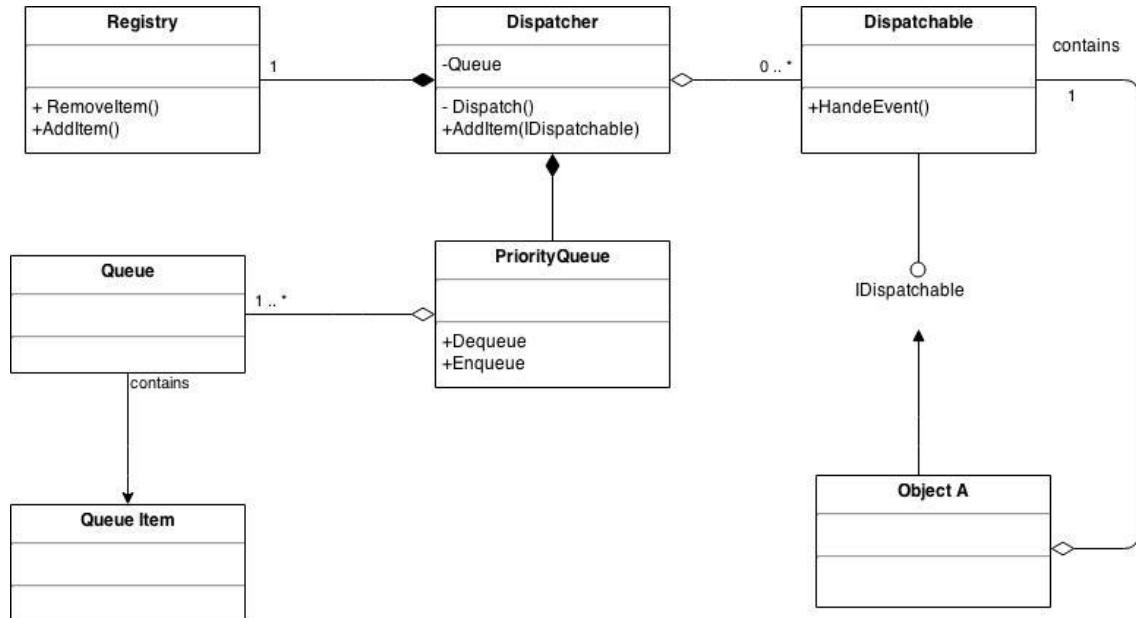 Registry
+ RemoveItem()
+AddItem()
1
Dispatcher
-Queue
- Dispatch()
+AddItem(IDispatchable)
0 .. *
Dispatchable
+HandeEvent()
contains
1
IDispatchable
Queue
1 .. *
PriorityQueue
+Dequeue
+Enqueue
contains
Queue Item
Object A